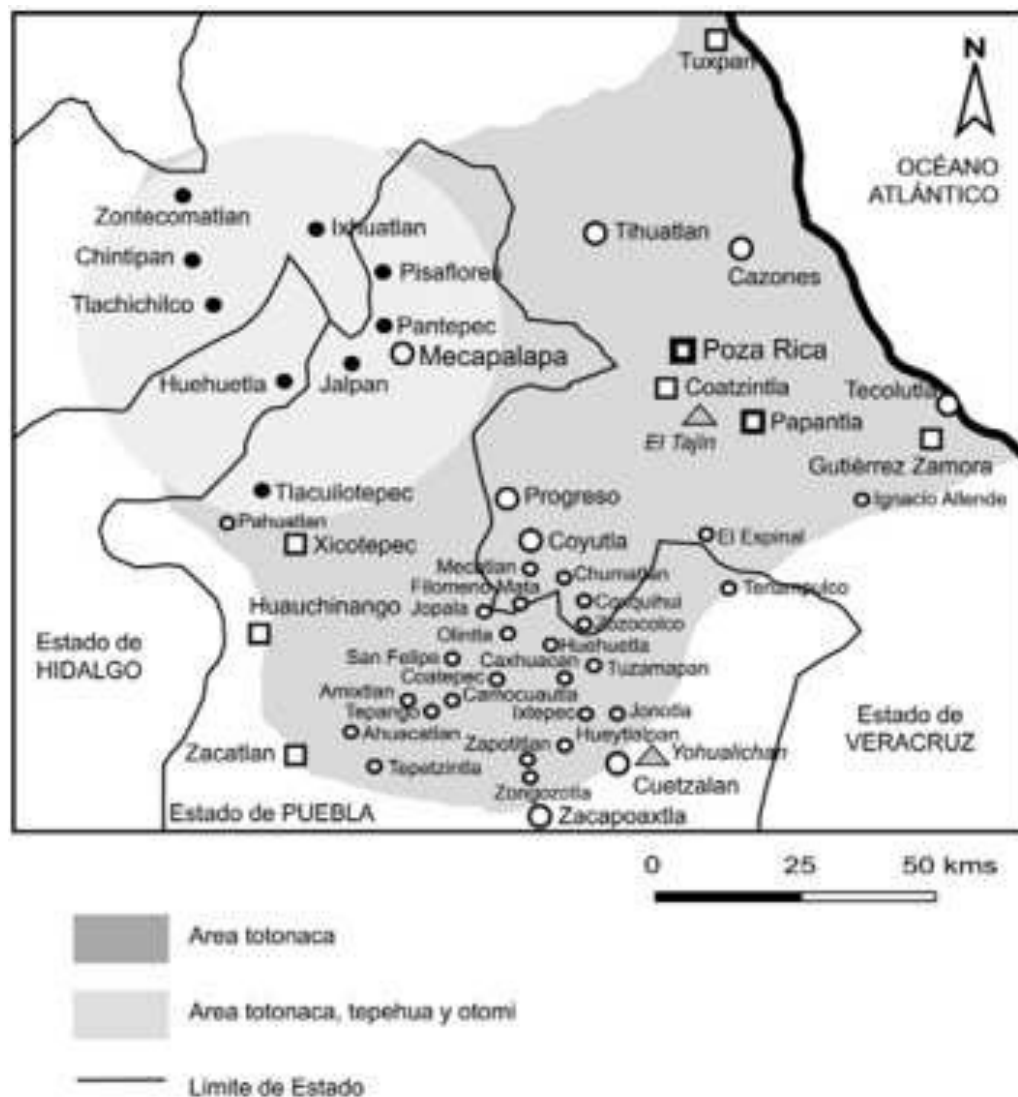 Tuxpan
N
OCÉANO
ATLÁNTICO
Zontecomatlan
Ixhuatlan
Tihuatlan
Chintipan
Pisaflores
Cazones
Tlachichilco
Pantepec
Mecapalapa
Poza Rica
Huehuetla
Jalpan
Coatzintla
Tecolutla
El Tajín
Papantla
Gutiérrez Zamora
Tlacuilotepec
Progreso
Ignacio Allende
Pahuatlan
Xicotepec
Coyutla
El Espinal
Mecatlan
Chumatlan
Filomeno Mata
Tenampulco
Huauchinango
Jopala
Coxquihui
Zozocolco
Estado de
HIDALGO
Olintla
Huehuetla
San Felipe
Caxhuacan
Tuzamapan
Coatepec
Amixtlan
Camocuautla
Tepango
Ixtepec
Jonotla
Estado de
VERACRUZ
Ahuacatlan
Hueytlalpan
Zacatlan
Zapotitlan
Yohualichan
Tepetzintla
Cuetzalan
Zongozotla
Estado de PUEBLA
Zacapoaxtla
0 25 50 kms
Area totonaca
Area totonaca, tepehua y otomi
Limite de Estado